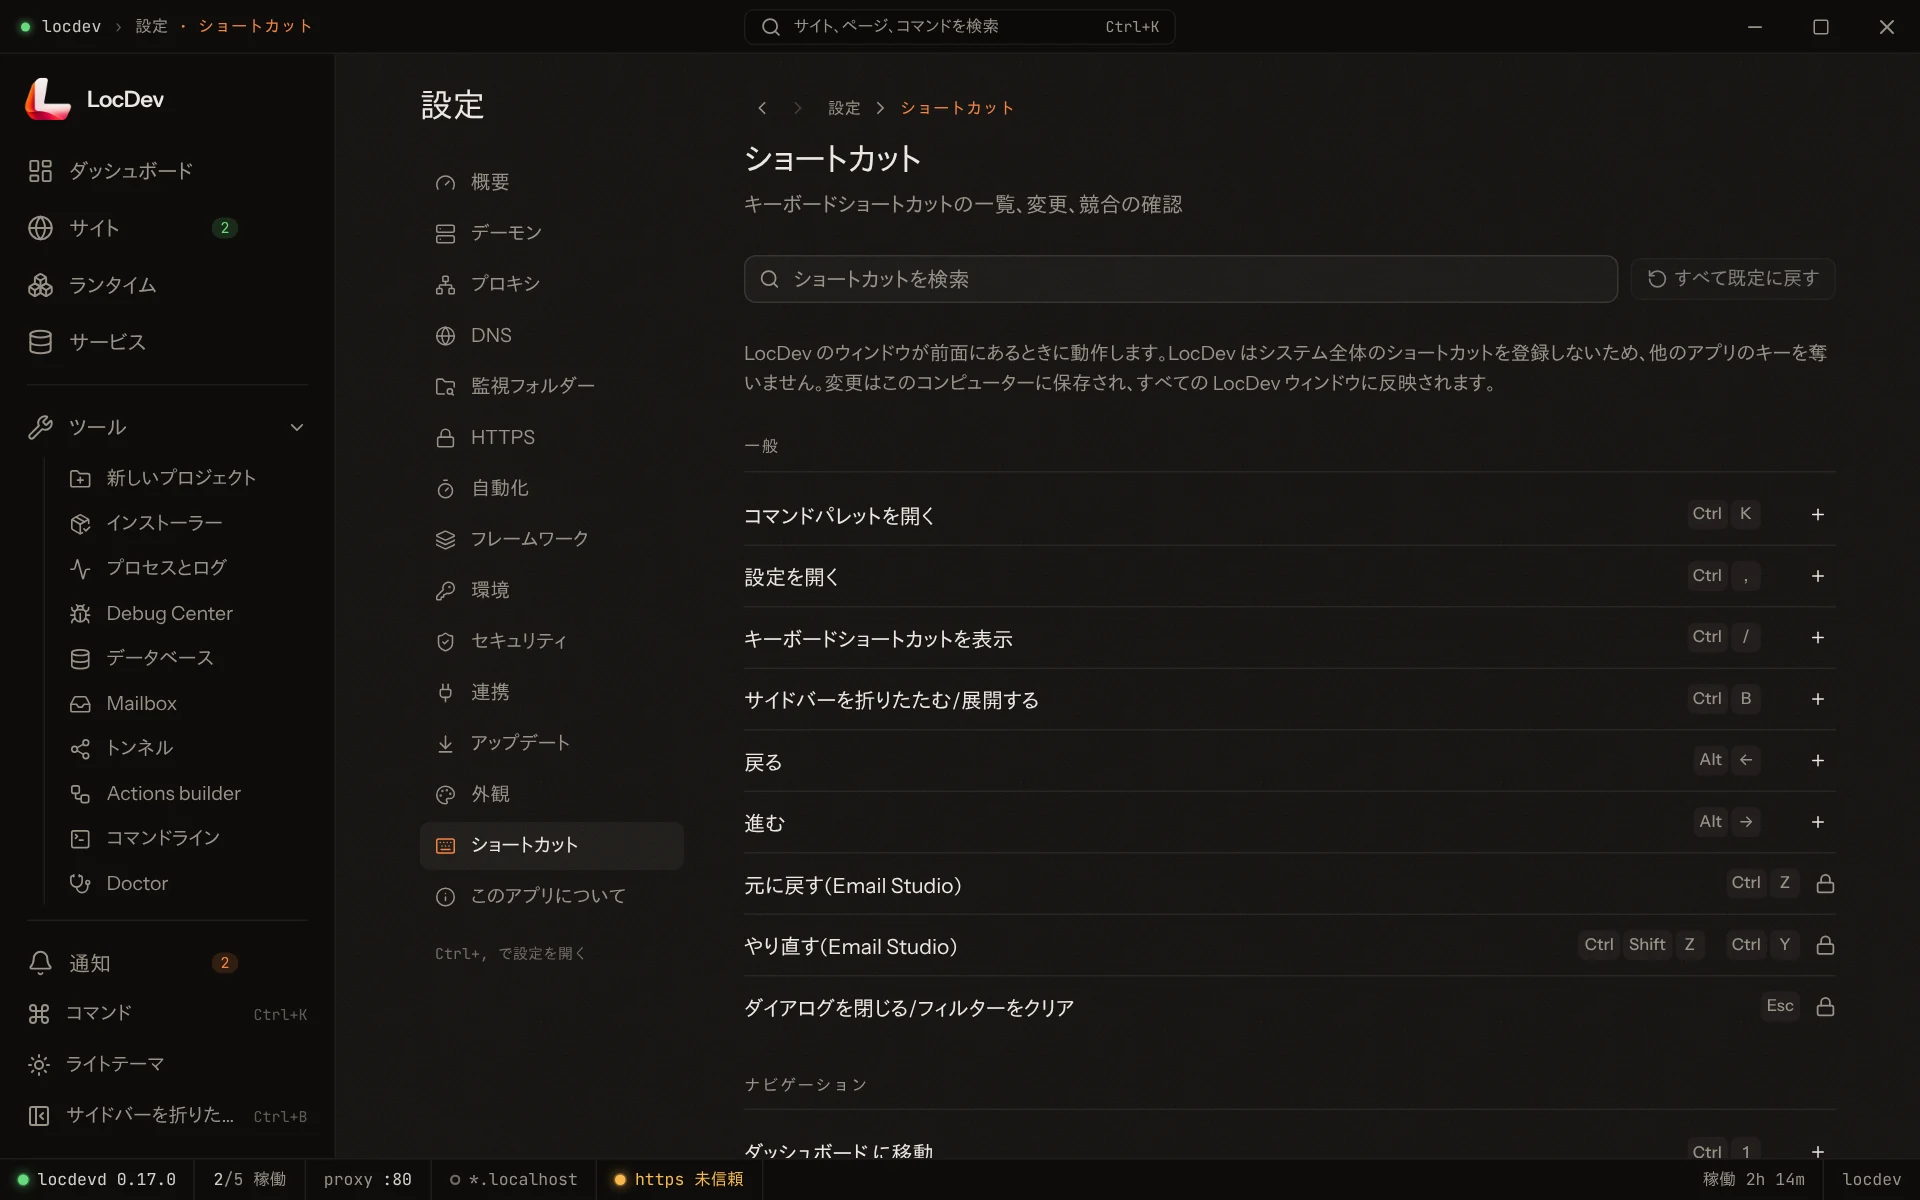 locdev › 設定 · ショートカット
サイト、ページ、コマンドを検索 Ctrl+K
LocDev
ダッシュボード
サイト 2
ランタイム
サービス
ツール
新しいプロジェクト
インストーラー
プロセスとログ
Debug Center
データベース
Mailbox
トンネル
Actions builder
コマンドライン
Doctor
通知 2
コマンド Ctrl+K
ライトテーマ
サイドバーを折りた... Ctrl+B
設定
概要
デーモン
プロキシ
DNS
監視フォルダー
HTTPS
自動化
フレームワーク
環境
セキュリティ
連携
アップデート
外観
ショートカット
このアプリについて
Ctrl+, で設定を開く
設定 > ショートカット
ショートカット
キーボードショートカットの一覧、変更、競合の確認
ショートカットを検索
すべて既定に戻す
LocDev のウィンドウが前面にあるときに動作します。LocDev はシステム全体のショートカットを登録しないため、他のアプリのキーを奪
いません。変更はこのコンピューターに保存され、すべての LocDev ウィンドウに反映されます。
一般
コマンドパレットを開く Ctrl K +
設定を開く Ctrl , +
キーボードショートカットを表示 Ctrl / +
サイドバーを折りたたむ/展開する Ctrl B +
戻る Alt ← +
進む Alt → +
元に戻す(Email Studio) Ctrl Z
やり直す(Email Studio) Ctrl Shift Z Ctrl Y
ダイアログを閉じる/フィルターをクリア Esc
ナビゲーション
ダッシュボード に移動 Ctrl 1 +
locdevd 0.17.0 2/5 稼働 proxy :80 *.localhost https 未信頼 稼働 2h 14m locdev